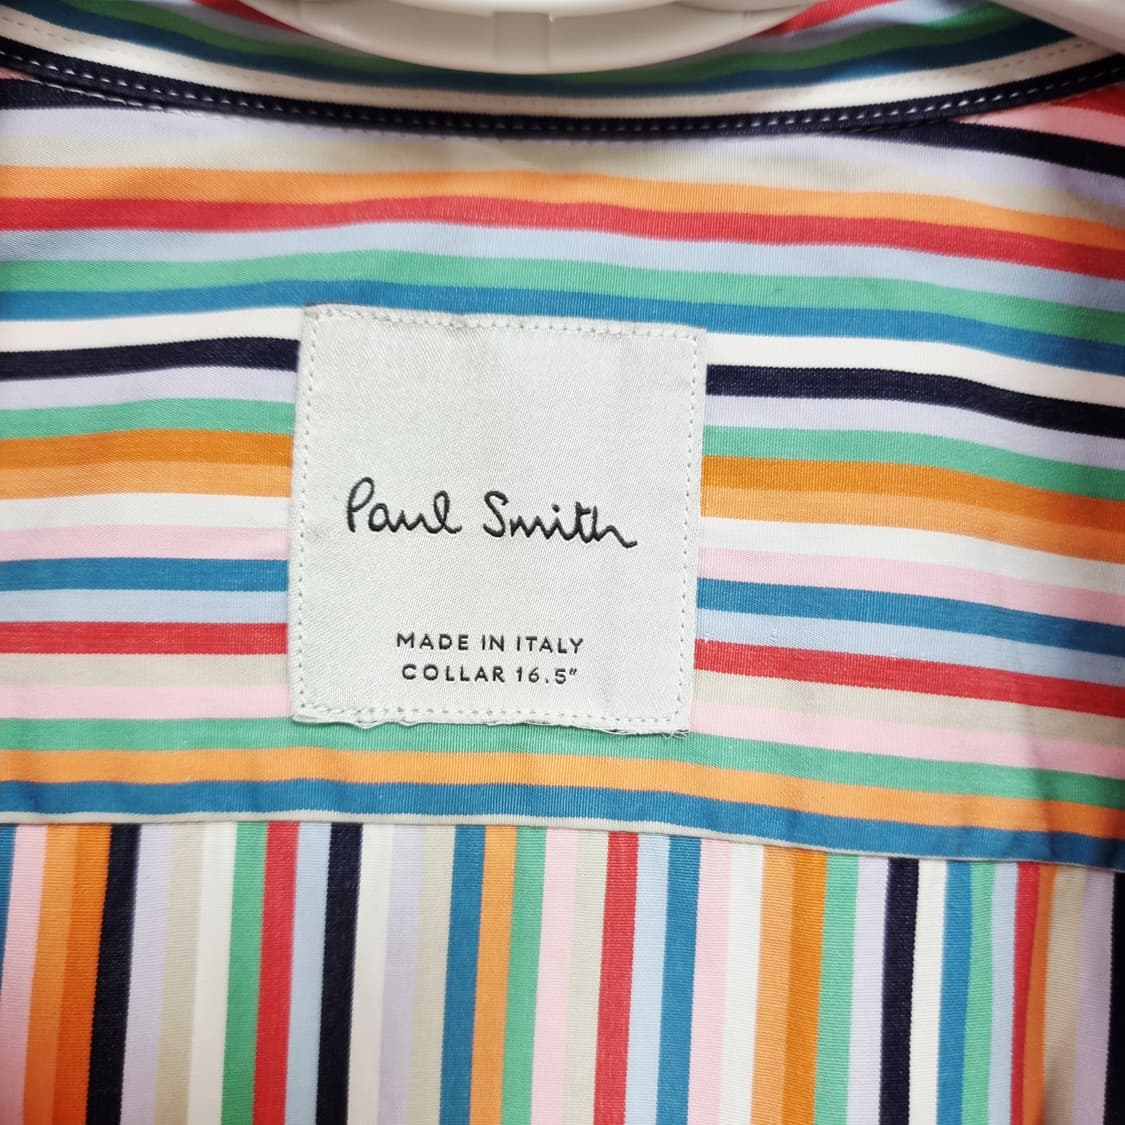 Paul Smith
MADE IN ITALY
COLLAR 16.5"